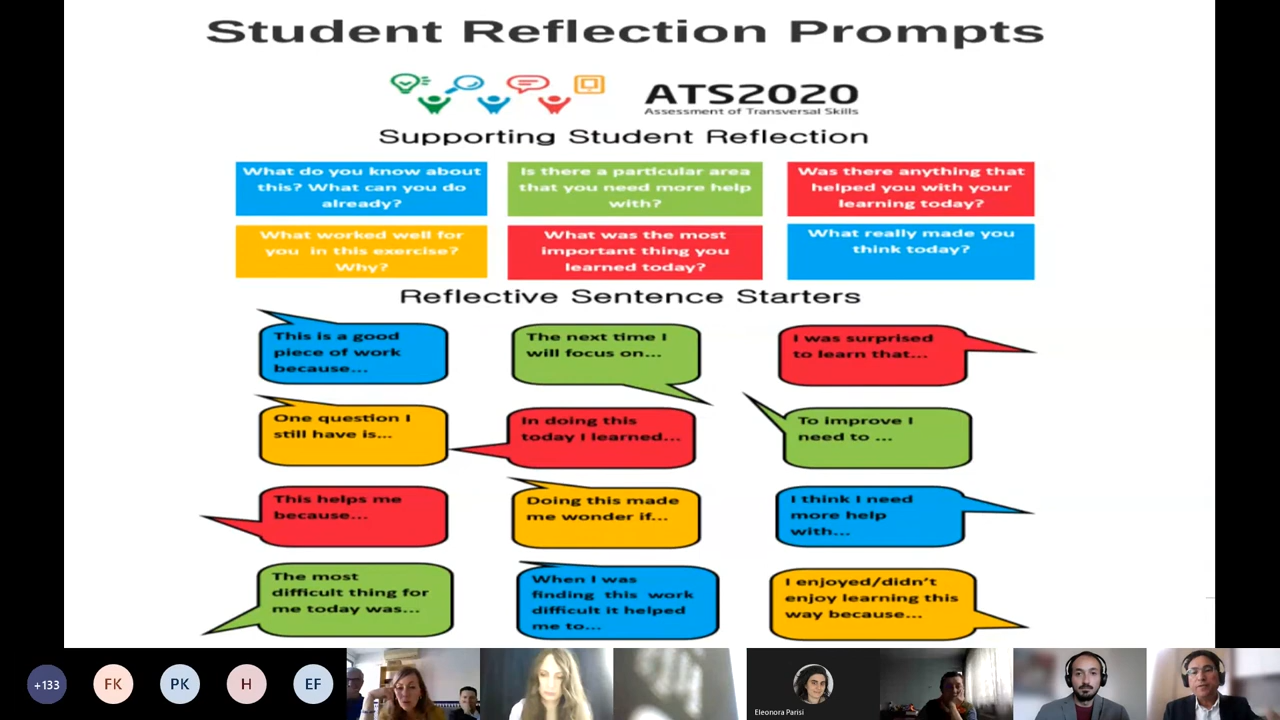 Student Reflection Prompts
ATS2020
Assessment of Transversal Skills
Supporting Student Reflection
What do you know about
this? What can you do
already?
Is there a particular area
that you need more help
with?
Was there anything that
helped you with your
learning today?
What worked well for
you in this exercise?
Why?
What was the most
important thing you
learned today?
What really made you
think today?
Reflective Sentence Starters
This is a good
piece of work
because...
The next time I
will focus on...
I was surprised
to learn that...
One question I
still have is...
In doing this
today I learned...
To improve I
need to ...
This helps me
because...
Doing this made
me wonder if...
I think I need
more help
with...
The most
difficult thing for
me today was...
When I was
finding this work
difficult it helped
me to...
I enjoyed/didn't
enjoy learning this
way because...
+133
FK
PK
H
EF
Eleonora Parisi